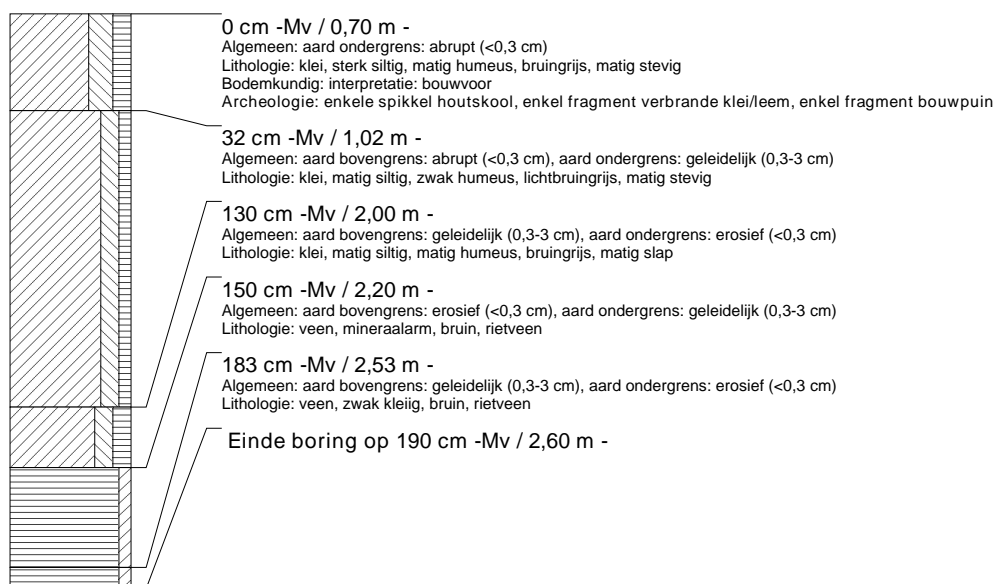 0 cm -Mv / 0,70 m -
Algemeen: aard ondergrens: abrupt (<0,3 cm)
Lithologie: klei, sterk siltig, matig humeus, bruingrijs, matig stevig
Bodemkundig: interpretatie: bouwvoor
Archeologie: enkele spikkel houtskool, enkel fragment verbrande klei/leem, enkel fragment bouwpuin
32 cm -Mv / 1,02 m -
Algemeen: aard bovengrens: abrupt (<0,3 cm), aard ondergrens: geleidelijk (0,3-3 cm)
Lithologie: klei, matig siltig, zwak humeus, lichtbruingrijs, matig stevig
130 cm -Mv / 2,00 m -
Algemeen: aard bovengrens: geleidelijk (0,3-3 cm), aard ondergrens: erosief (<0,3 cm)
Lithologie: klei, matig siltig, matig humeus, bruingrijs, matig slap
150 cm -Mv / 2,20 m -
Algemeen: aard bovengrens: erosief (<0,3 cm), aard ondergrens: geleidelijk (0,3-3 cm)
Lithologie: veen, mineraalarm, bruin, rietveen
183 cm -Mv / 2,53 m -
Algemeen: aard bovengrens: geleidelijk (0,3-3 cm), aard ondergrens: erosief (<0,3 cm)
Lithologie: veen, zwak kleiig, bruin, rietveen
Einde boring op 190 cm -Mv / 2,60 m -